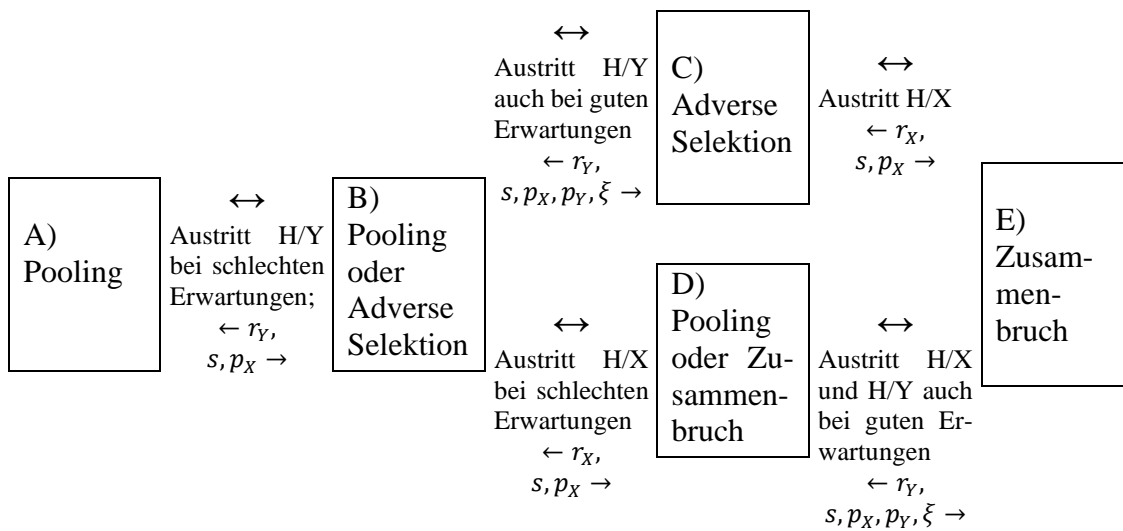 A)
Pooling
↔
Austritt H/Y
bei schlechten
Erwartungen;
← r_Y,
s, p_X →
B)
Pooling
oder
Adverse
Selektion
↔
Austritt H/Y
auch bei guten
Erwartungen
← r_Y,
s, p_X, p_Y, ξ →
C)
Adverse
Selektion
↔
Austritt H/X
← r_X,
s, p_X →
↔
Austritt H/X
bei schlechten
Erwartungen
← r_X,
s, p_X →
D)
Pooling
oder Zu-
sammen-
bruch
↔
Austritt H/X
und H/Y auch
bei guten Er-
wartungen
← r_Y,
s, p_X, p_Y, ξ →
E)
Zusam-
men-
bruch